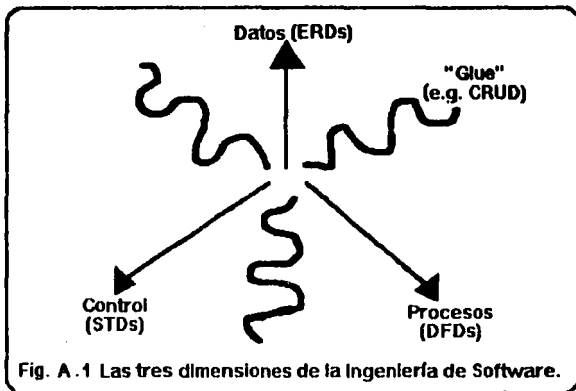 Datos (ERDs)
"Glue"
(e.g. CRUD)
Control
(STDs)
Procesos
(DFDs)
Fig. A.1 Las tres dimensiones de la Ingeniería de Software.